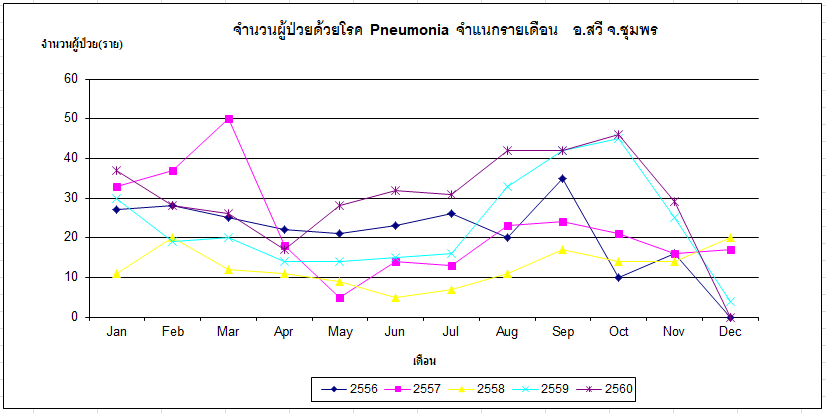 จำนวนผู้ป่วยด้วยโรค Pneumonia จำแนกรายเดือน อ.สวี จ.ชุมพร
จำนวนผู้ป่วย(ราย)
60
50
40
30
20
10
0
Jan Feb Mar Apr May Jun Jul Aug Sep Oct Nov Dec
เดือน
2556 2557 2558 2559 2560